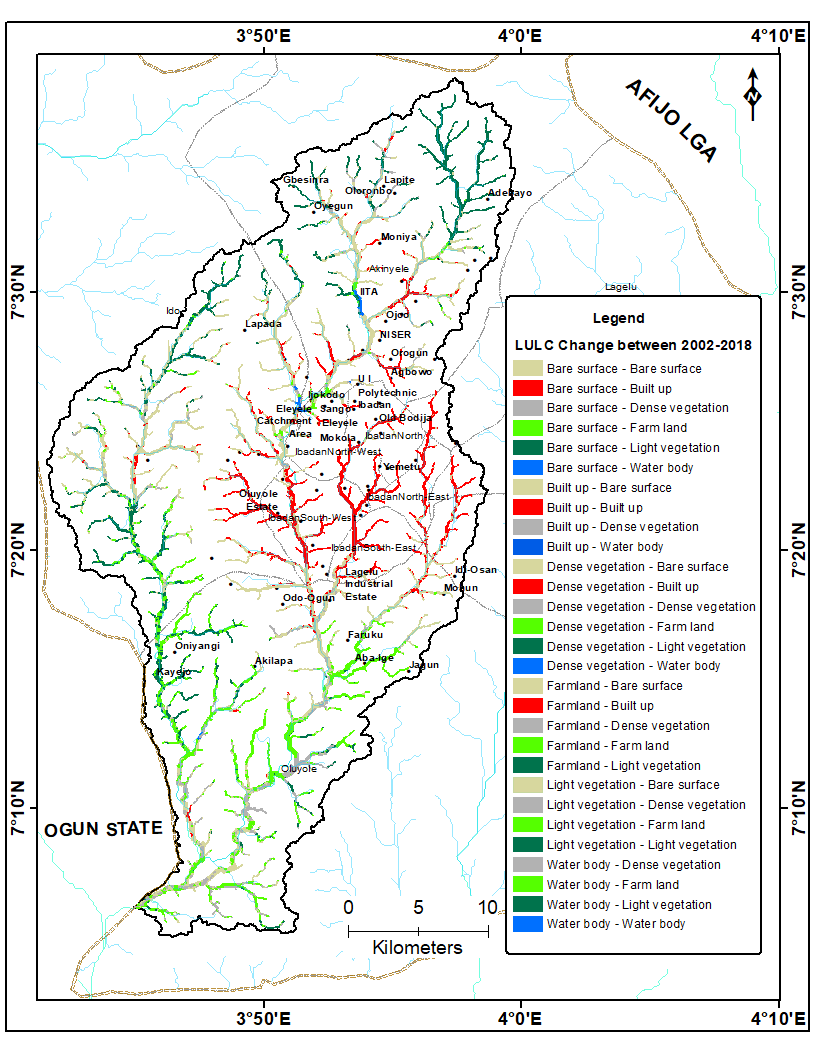 3°50'E
4°0'E
4°10'E
AFIJO LGA
N
Gbesinra
Lapite
Oloronbo
Adebayo
Oyegun
Moniya
Akinyele
7°30'N
7°30'N
Lagelu
IITA
Ido
Ojoo
Lapada
NISER
Orogun
Agbowo
U I
Ijokodo
Polytechnic
Ibadan
Eleyele
Sango
Catchment
Eleyele
Old Bodija
Area
Mokola
IbadanNorth
IbadanNorth-West
Yemetu
Oluyole
Estate
IbadanNorth-East
IbadanSouth-West
7°20'N
7°20'N
IbadanSouth-East
Lagelu
Industrial
Estate
Idi-Osan
Monun
Odo-Ogun
Faruku
Oniyangi
Akilapa
Aba-Ige
Jagun
Kayejo
Oluyole
7°10'N
7°10'N
OGUN STATE
Legend
LULC Change between 2002-2018
Bare surface - Bare surface
Bare surface - Built up
Bare surface - Dense vegetation
Bare surface - Farm land
Bare surface - Light vegetation
Bare surface - Water body
Built up - Bare surface
Built up - Built up
Built up - Dense vegetation
Built up - Water body
Dense vegetation - Bare surface
Dense vegetation - Built up
Dense vegetation - Dense vegetation
Dense vegetation - Farm land
Dense vegetation - Light vegetation
Dense vegetation - Water body
Farmland - Bare surface
Farmland - Built up
Farmland - Dense vegetation
Farmland - Farm land
Farmland - Light vegetation
Light vegetation - Bare surface
Light vegetation - Dense vegetation
Light vegetation - Farm land
Light vegetation - Light vegetation
Water body - Dense vegetation
Water body - Farm land
Water body - Light vegetation
Water body - Water body
0 5 10
Kilometers
3°50'E
4°0'E
4°10'E